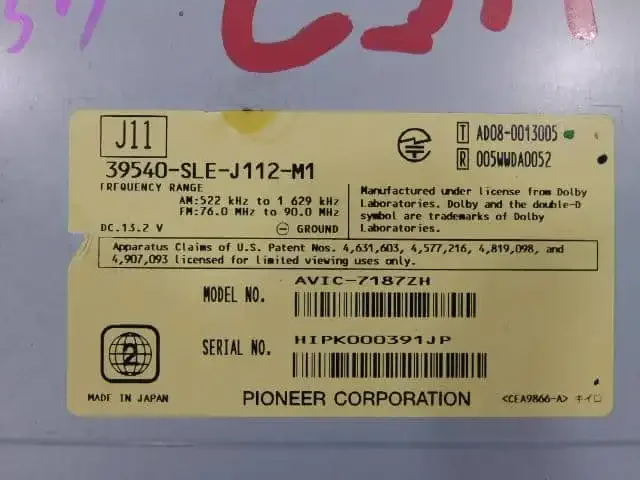 J11
39540-SLE-J112-M1
T AD08-0013005
R 005WWDA0052
FREQUENCY RANGE
AM:522 kHz to 1 629 kHz
FM:76.0 MHz to 90.0 MHz
DC.13.2 V
GROUND
Manufactured under license from Dolby
Laboratories. Dolby and the double-D
symbol are trademarks of Dolby
Laboratories.
Apparatus Claims of U.S. Patent Nos. 4,631,603, 4,577,216, 4,819,098, and
4,907,093 licensed for limited viewing uses only.
MODEL NO. AVIC-7187ZH
SERIAL NO. HIPK000391JP
2
MADE IN JAPAN
PIONEER CORPORATION
<CEA9866-A> キイロ